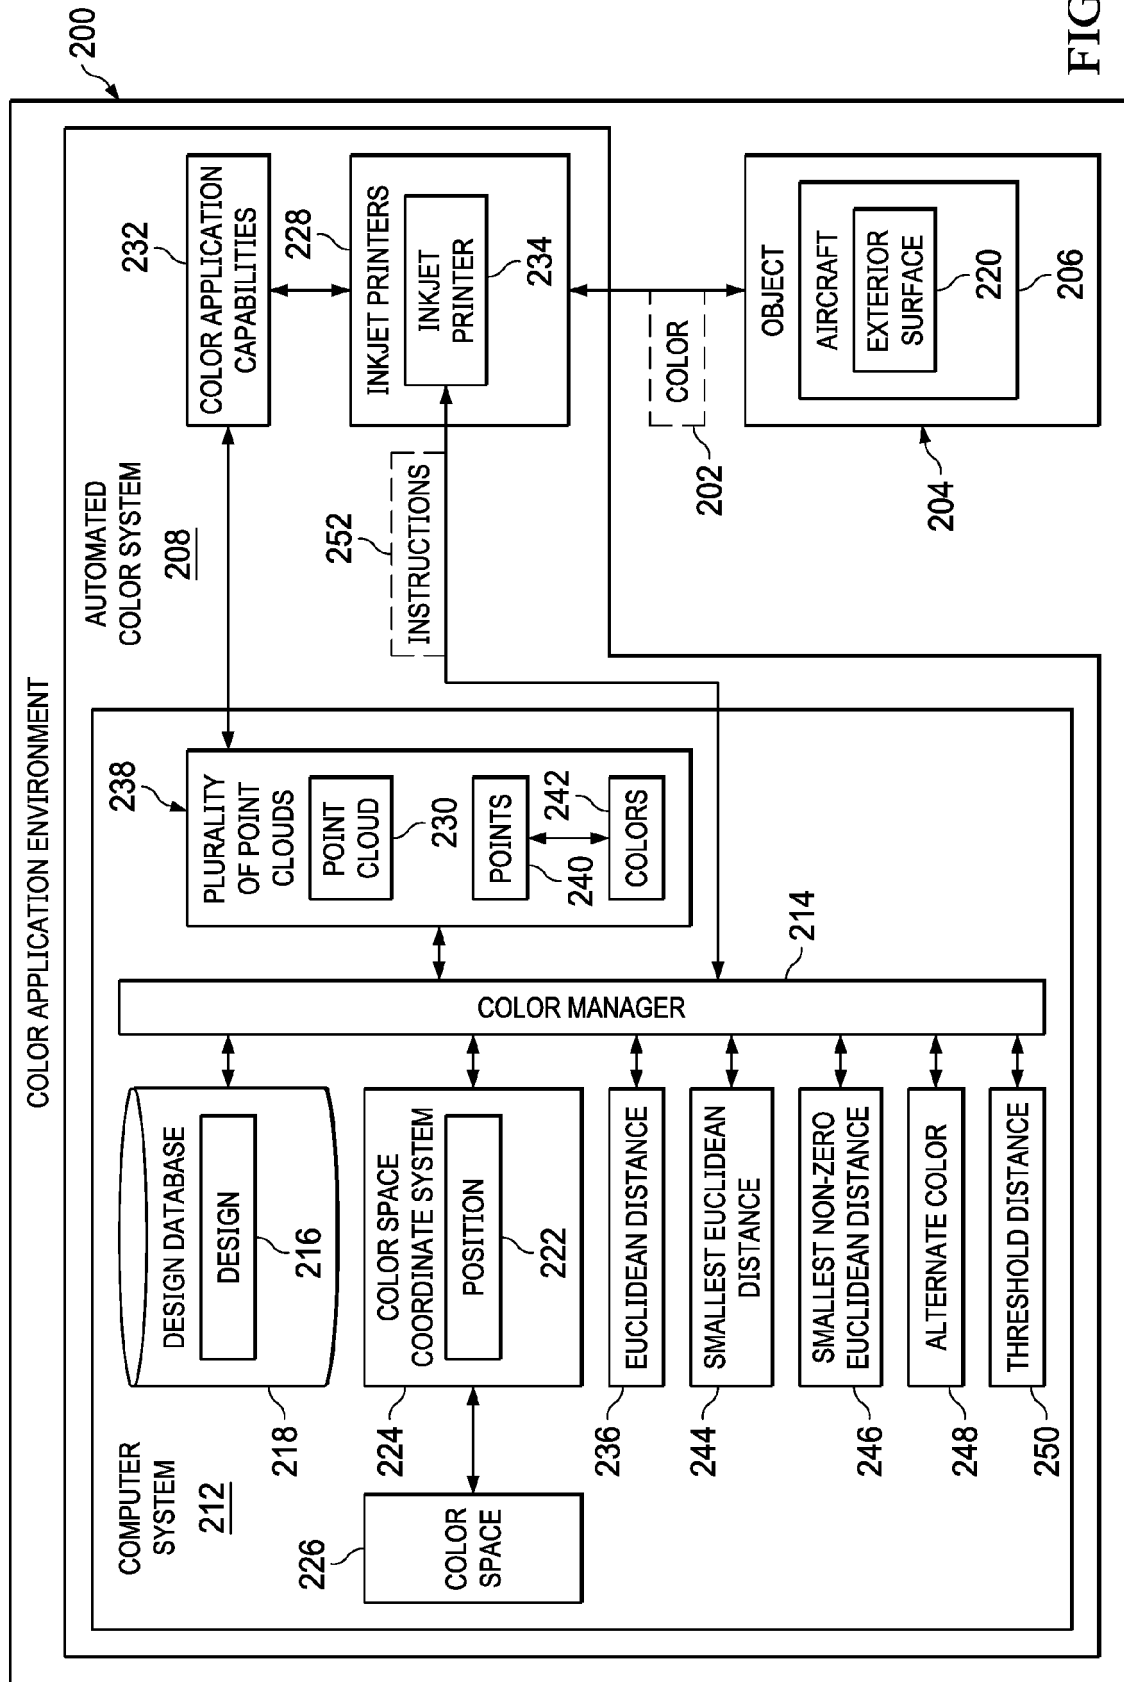 COLOR APPLICATION ENVIRONMENT
200
COMPUTER
SYSTEM
212
AUTOMATED
COLOR SYSTEM
208
DESIGN DATABASE
DESIGN
216
218
COLOR SPACE
COORDINATE SYSTEM
POSITION
222
224
COLOR
SPACE
226
EUCLIDEAN DISTANCE
236
SMALLEST EUCLIDEAN
DISTANCE
244
SMALLEST NON-ZERO
EUCLIDEAN DISTANCE
246
ALTERNATE COLOR
248
THRESHOLD DISTANCE
250
COLOR MANAGER
214
238
PLURALITY
OF POINT
CLOUDS
POINT
CLOUD
230
POINTS
240
242
COLORS
232
COLOR APPLICATION
CAPABILITIES
228
INKJET PRINTERS
INKJET
PRINTER
234
252
INSTRUCTIONS
COLOR
202
OBJECT
AIRCRAFT
EXTERIOR
SURFACE
220
206
204
FIG